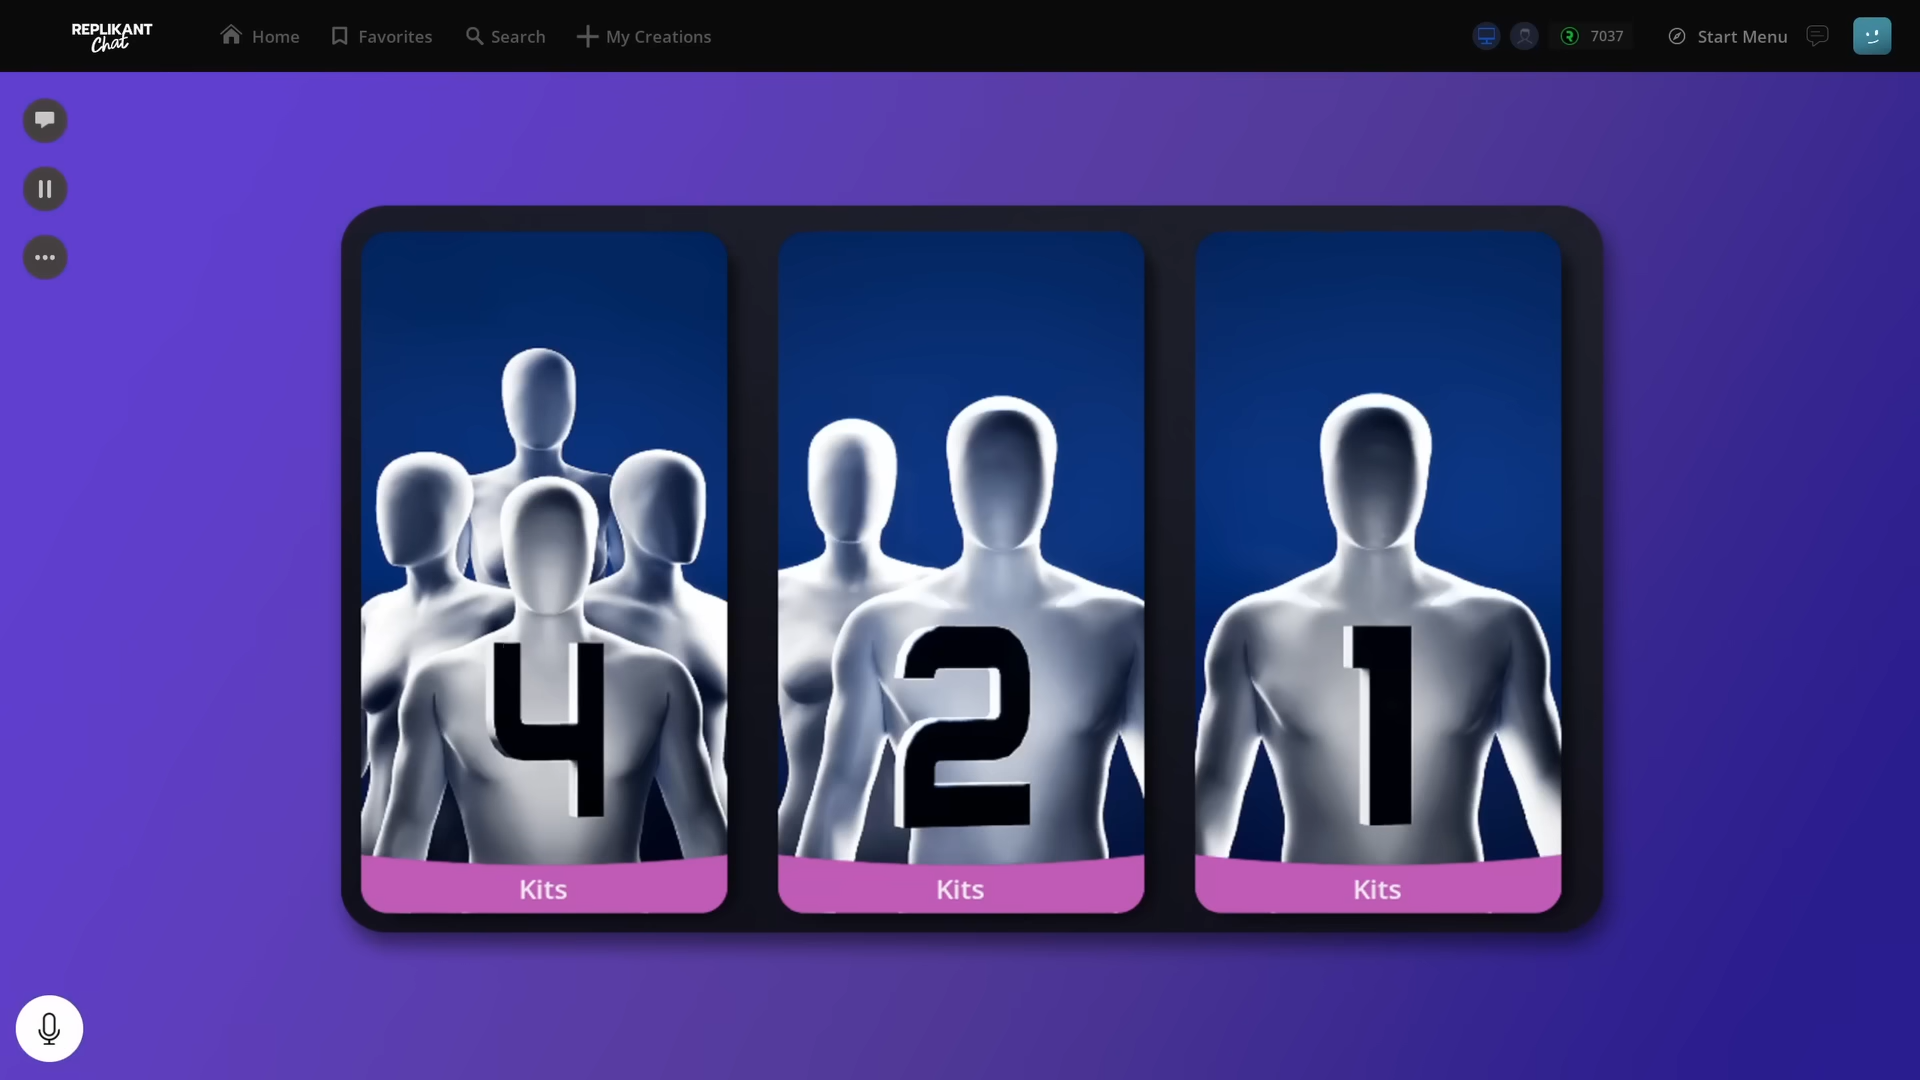 REPLIKANT
Chat
Home
Favorites
Search
My Creations
7037
Start Menu
4
2
1
Kits
Kits
Kits